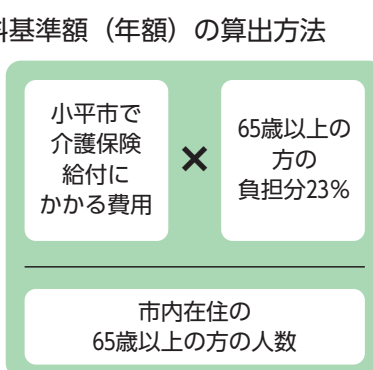 料基準額（年額）の算出方法
小平市で
介護保険
給付に
かかる費用
×
65歳以上の
方の
負担分23%
市内在住の
65歳以上の方の人数